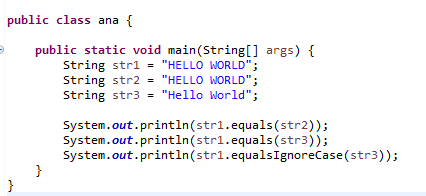 public class ana {
public static void main(String[] args) {
String str1 = "HELLO WORLD";
String str2 = "HELLO WORLD";
String str3 = "Hello World";
System.out.println(str1.equals(str2));
System.out.println(str1.equals(str3));
System.out.println(str1.equalsIgnoreCase(str3));
}
}